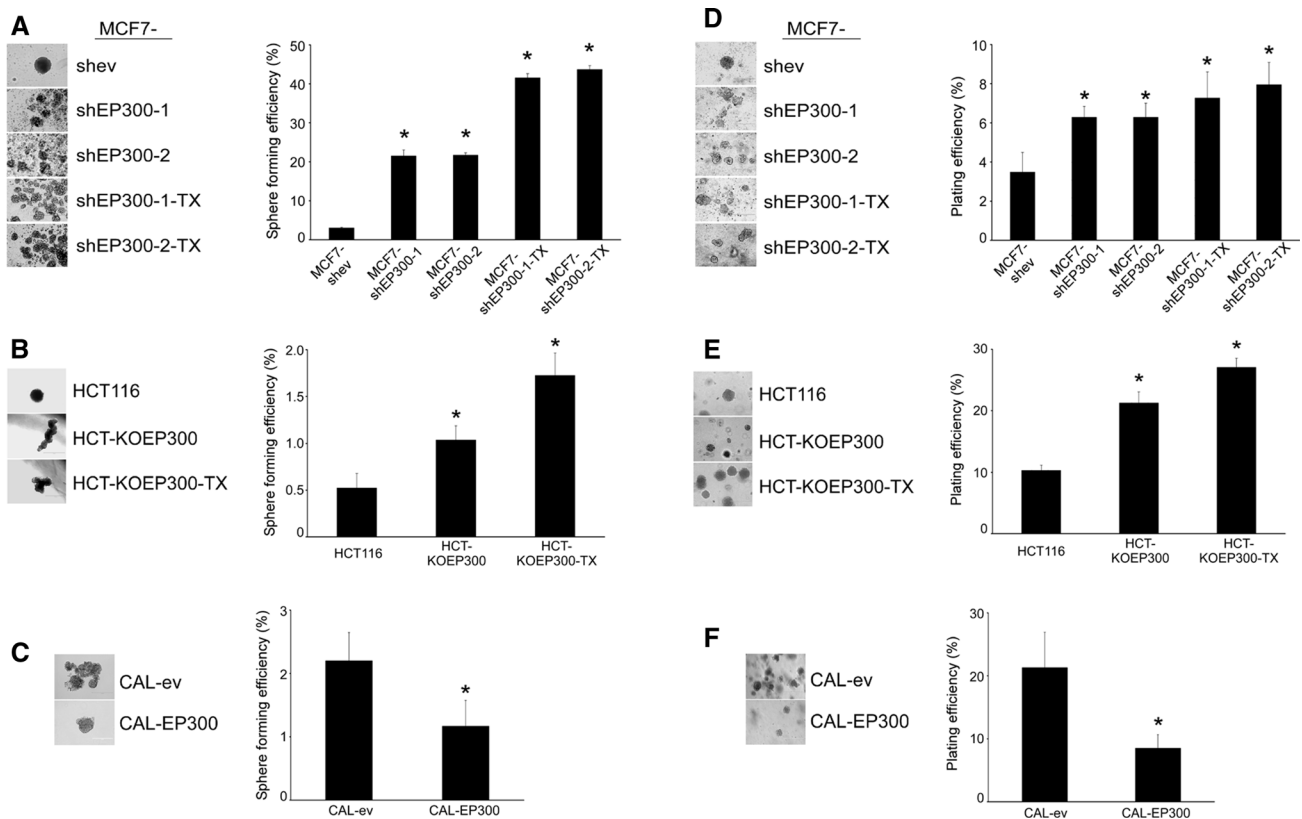 A
MCF7-
shev
shEP300-1
shEP300-2
shEP300-1-TX
shEP300-2-TX
Sphere forming efficiency (%)
50
40
30
20
10
0
*
*
*
*
MCF7-
shev
MCF7-
shEP300-1
MCF7-
shEP300-2
MCF7-
shEP300-1-TX
MCF7-
shEP300-2-TX
D
MCF7-
shev
shEP300-1
shEP300-2
shEP300-1-TX
shEP300-2-TX
Plating efficiency (%)
10
8
6
4
2
0
*
*
*
*
MCF7-
shev
MCF7-
shEP300-1
MCF7-
shEP300-2
MCF7-
shEP300-1-TX
MCF7-
shEP300-2-TX
B
HCT116
HCT-KOEP300
HCT-KOEP300-TX
Sphere forming efficiency (%)
2.0
1.5
1.0
0.5
0
*
*
HCT116
HCT-
KOEP300
HCT-
KOEP300-TX
E
HCT116
HCT-KOEP300
HCT-KOEP300-TX
Plating efficiency (%)
30
20
10
0
*
*
HCT116
HCT-
KOEP300
HCT-
KOEP300-TX
C
CAL-ev
CAL-EP300
Sphere forming efficiency (%)
3
2
1
0
*
CAL-ev
CAL-EP300
F
CAL-ev
CAL-EP300
Plating efficiency (%)
30
20
10
0
*
CAL-ev
CAL-EP300